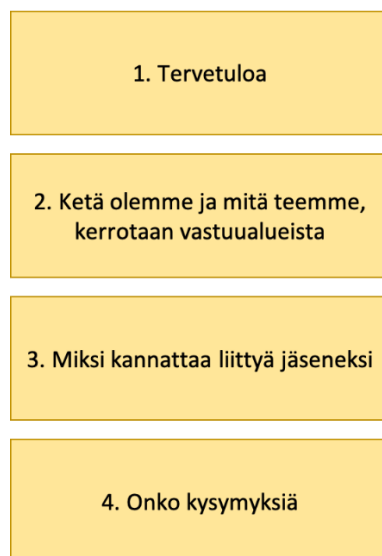 1. Tervetuloa
2. Ketä olemme ja mitä teemme,
kerrotaan vastuualueista
3. Miksi kannattaa liittyä jäseneksi
4. Onko kysymyksiä